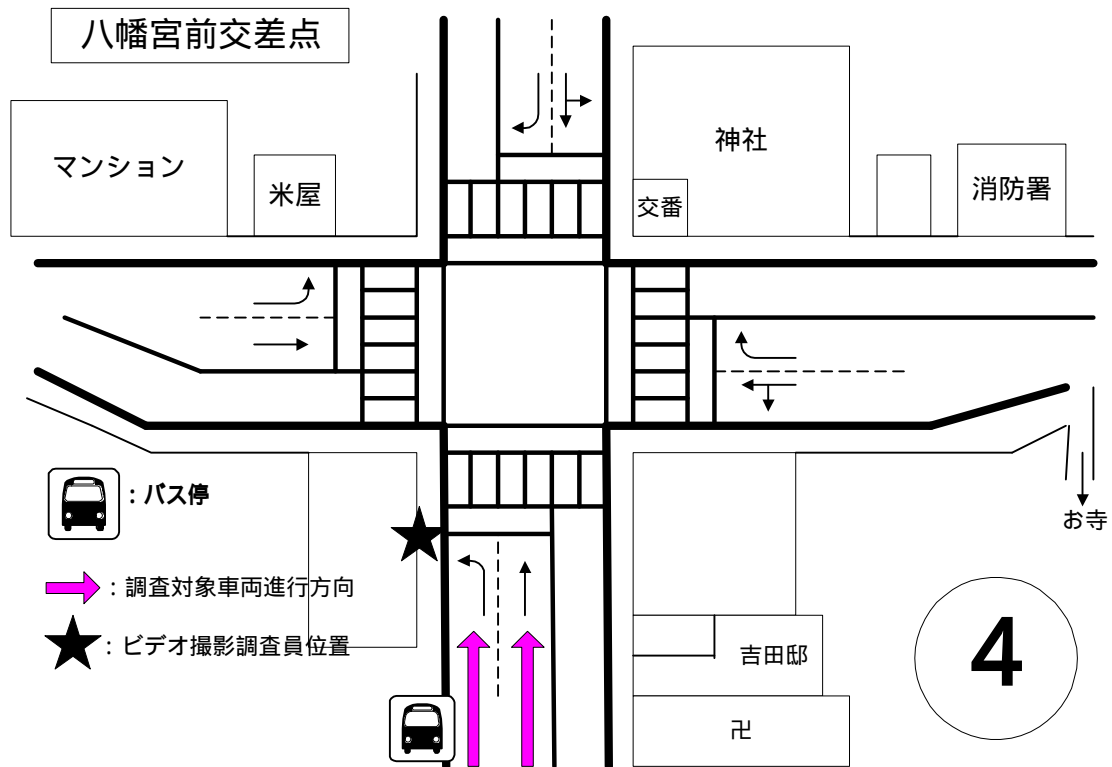 八幡宮前交差点
マンション
米屋
神社
交番
消防署
：バス停
お寺
：調査対象車両進行方向
：ビデオ撮影調査員位置
吉田邸
卍
4